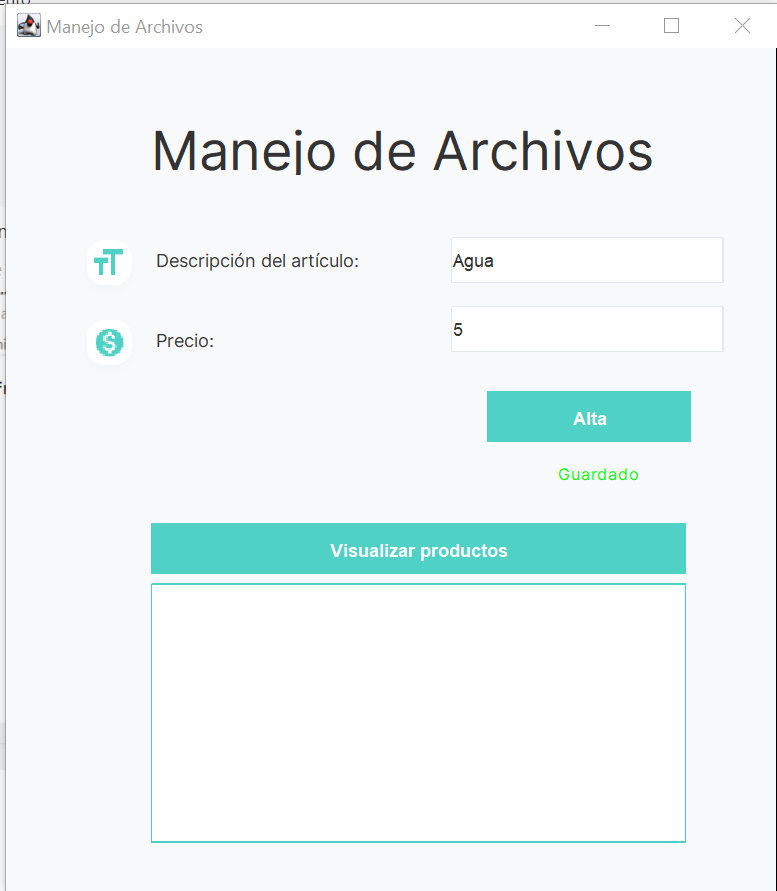 Manejo de Archivos
Manejo de Archivos
Descripción del artículo:
Agua
Precio:
5
Alta
Guardado
Visualizar productos